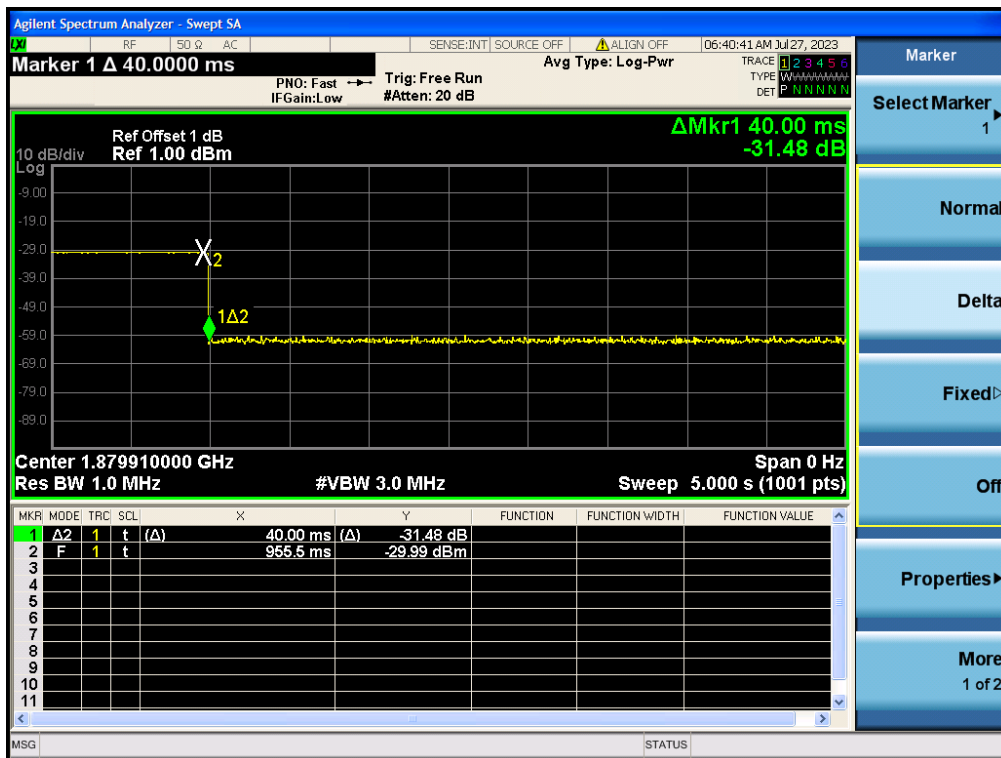 Agilent Spectrum Analyzer - Swept SA
LXI RF 50 Ω AC SENSE:INT SOURCE OFF ALIGN OFF 06:40:41 AM Jul 27, 2023
Marker 1 Δ 40.0000 ms
PNO: Fast
IFGain:Low
Trig: Free Run
#Atten: 20 dB
Avg Type: Log-Pwr
TRACE 1 2 3 4 5 6
TYPE WWWWWW
DET P N N N N N
ΔMkr1 40.00 ms
-31.48 dB
Ref Offset 1 dB
10 dB/div Ref 1.00 dBm
Log
-9.00
-19.0
-29.0
-39.0
-49.0
-59.0
-69.0
-79.0
-89.0
2
1Δ2
Center 1.879910000 GHz Span 0 Hz
Res BW 1.0 MHz #VBW 3.0 MHz Sweep 5.000 s (1001 pts)
MKR MODE TRC SCL X Y FUNCTION FUNCTION WIDTH FUNCTION VALUE
1 Δ2 1 t (Δ) 40.00 ms (Δ) -31.48 dB
2 F 1 t 955.5 ms -29.99 dBm
3
4
5
6
7
8
9
10
11
MSG STATUS
Marker
Select Marker
1
Normal
Delta
Fixed
Off
Properties
More
1 of 2